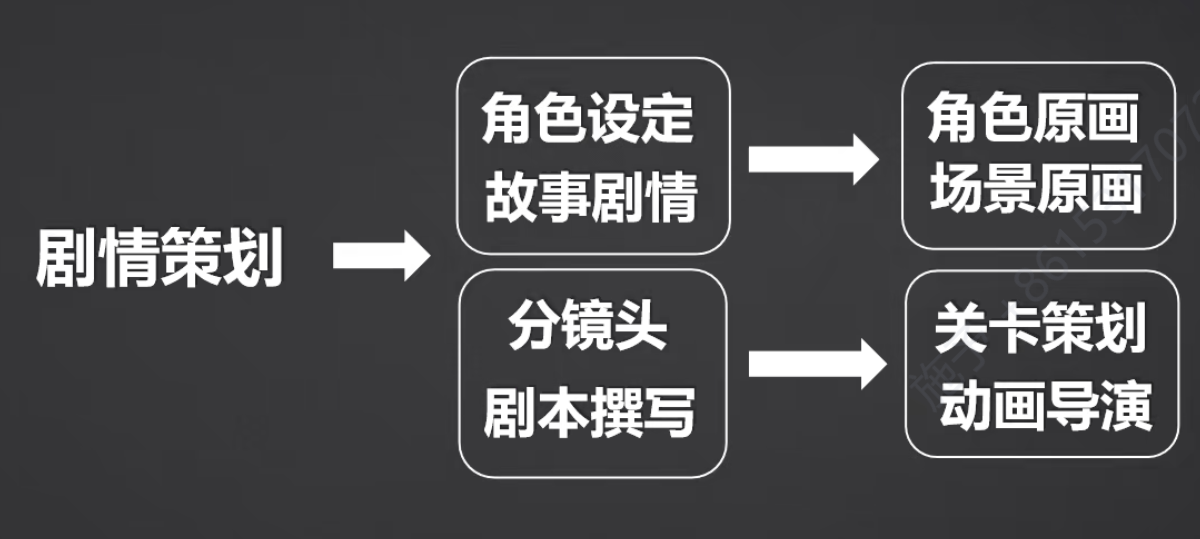 剧情策划
角色设定
故事剧情
角色原画
场景原画
分镜头
剧本撰写
关卡策划
动画导演